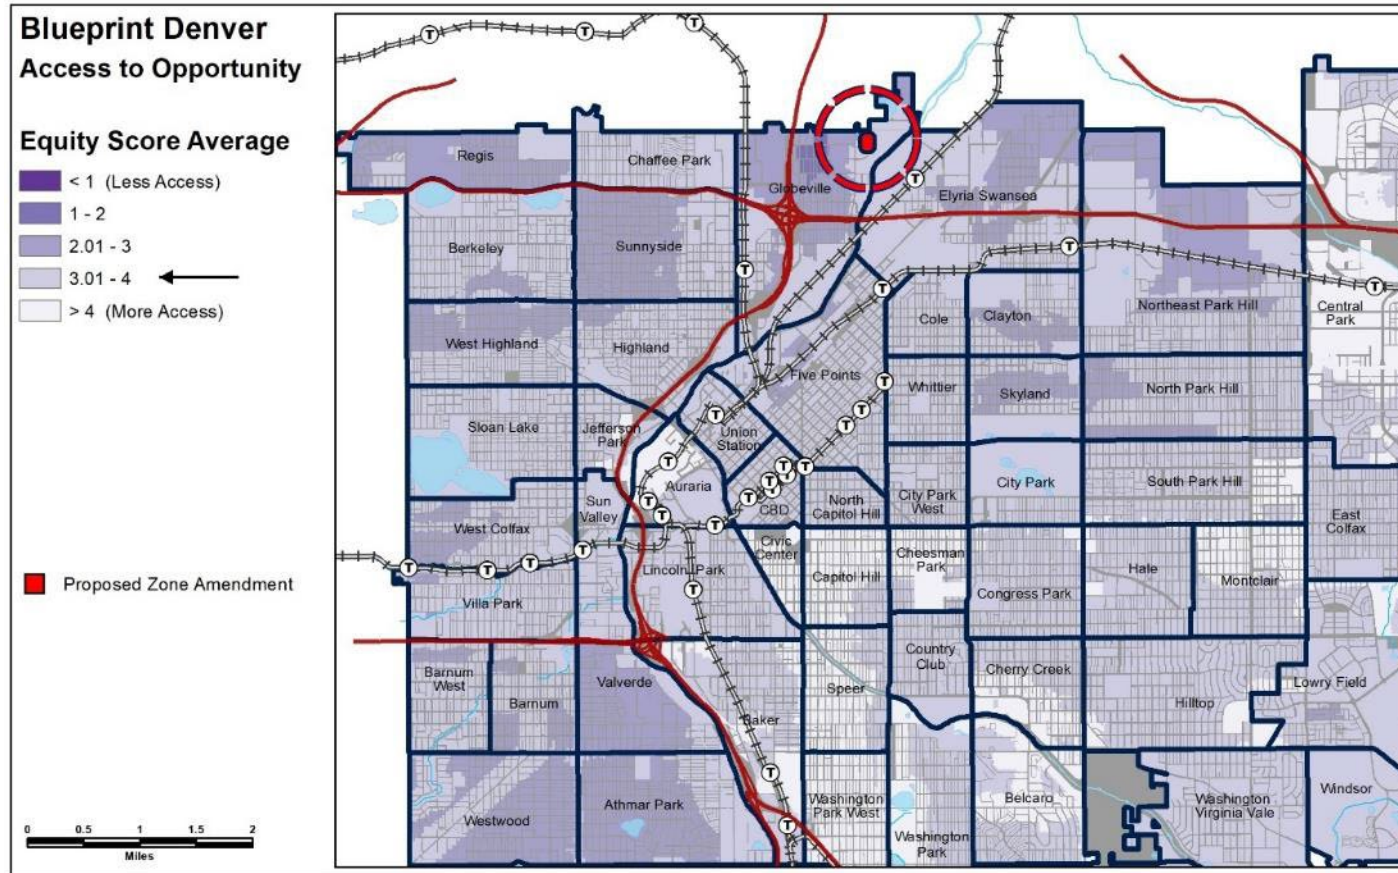 Blueprint Denver
Access to Opportunity
Equity Score Average
< 1 (Less Access)
1 - 2
2.01 - 3
3.01 - 4
> 4 (More Access)
Proposed Zone Amendment
0 0.5 1 1.5 2
Miles
T T T
Regis
Chaffee Park
Globeville
T
Elyria Swansea
Berkeley
Sunnyside
T
T
T
T
Northeast Park Hill
Central
Park
Cole
Clayton
West Highland
Highland
Five Points
Whittier
T
Skyland
North Park Hill
Sloan Lake
Jefferson
Park
T
Union
Station
T
T
T
Auraria
T
T
T
T
T
T
CBD
North
Capitol Hill
City Park
West
City Park
South Park Hill
East
Colfax
West Colfax
Sun
Valley
T
T
T
T
T
T
T
Civic
Center
Lincoln Park
Capitol Hill
Cheesman
Park
Congress Park
Hale
Montclair
Villa Park
T
Barnum
West
Barnum
Valverde
Baker
Speer
Country
Club
Cherry Creek
Hilltop
Lowry Field
T
Westwood
Athmar Park
T
Washington
Park West
Washington
Park
Belcaro
Washington
Virginia Vale
Windsor